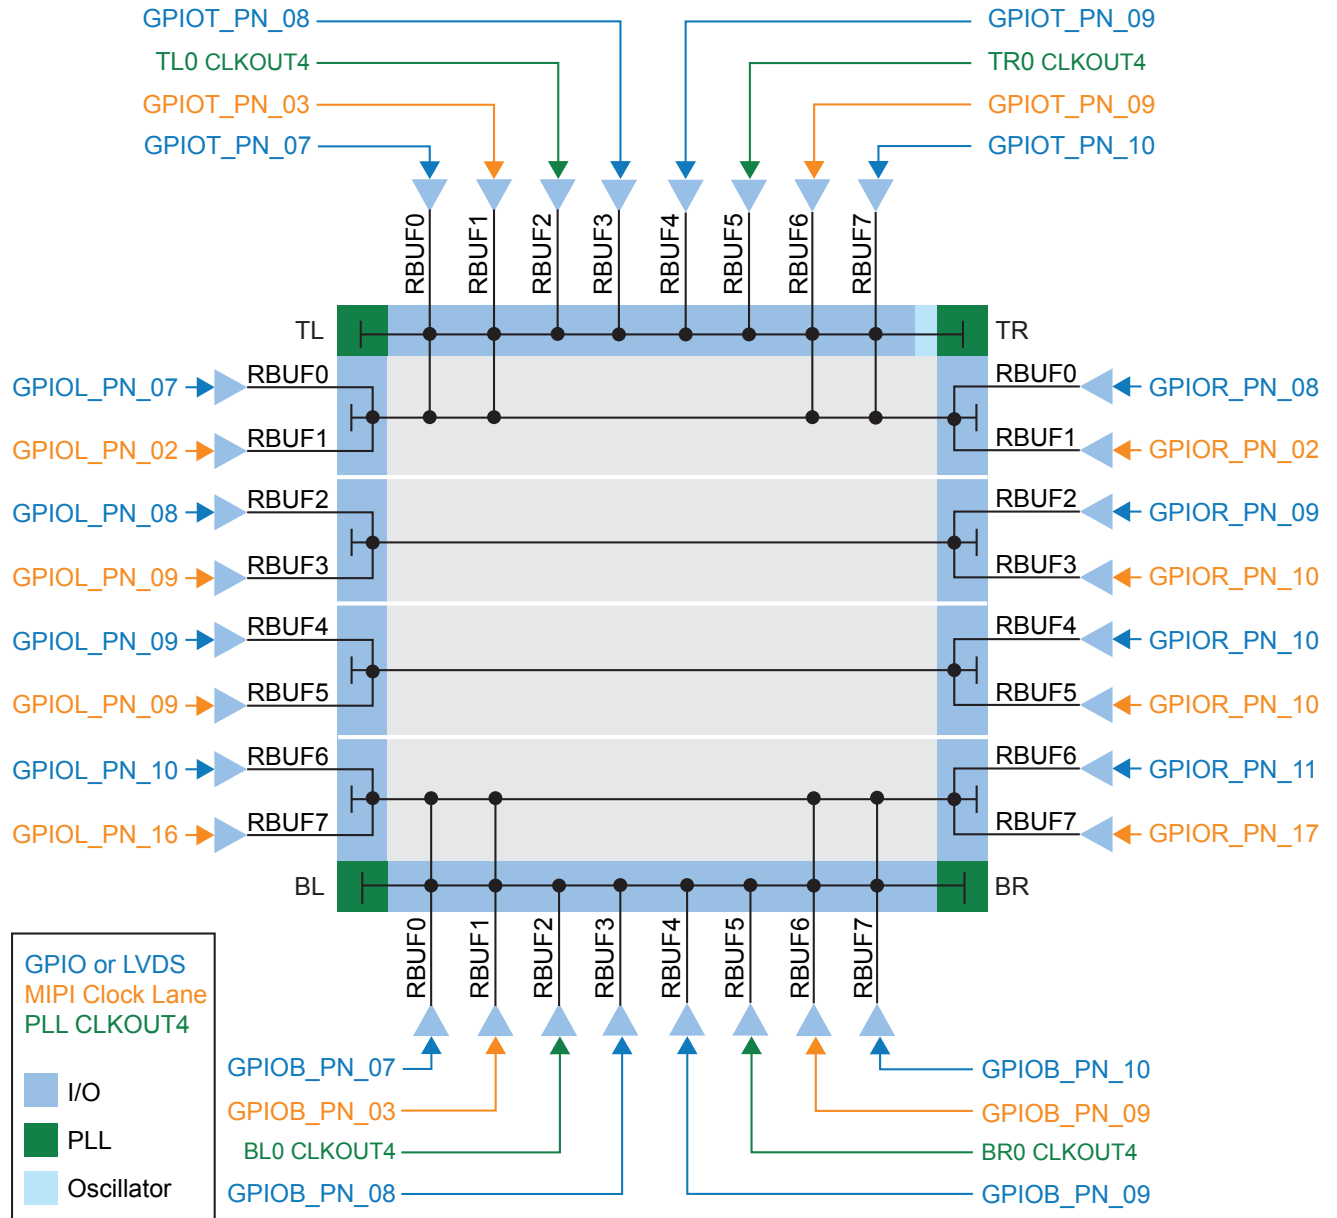 GPIOT_PN_08
GPIOT_PN_09
TL0 CLKOUT4
TR0 CLKOUT4
GPIOT_PN_03
GPIOT_PN_09
GPIOT_PN_07
GPIOT_PN_10
RBUF0
RBUF1
RBUF2
RBUF3
RBUF4
RBUF5
RBUF6
RBUF7
TL
TR
GPIOL_PN_07
RBUF0
RBUF0
GPIOR_PN_08
GPIOL_PN_02
RBUF1
RBUF1
GPIOR_PN_02
GPIOL_PN_08
RBUF2
RBUF2
GPIOR_PN_09
GPIOL_PN_09
RBUF3
RBUF3
GPIOR_PN_10
GPIOL_PN_09
RBUF4
RBUF4
GPIOR_PN_10
GPIOL_PN_09
RBUF5
RBUF5
GPIOR_PN_10
GPIOL_PN_10
RBUF6
RBUF6
GPIOR_PN_11
GPIOL_PN_16
RBUF7
RBUF7
GPIOR_PN_17
BL
BR
RBUF0
RBUF1
RBUF2
RBUF3
RBUF4
RBUF5
RBUF6
RBUF7
GPIOB_PN_07
GPIOB_PN_10
GPIOB_PN_03
GPIOB_PN_09
BL0 CLKOUT4
BR0 CLKOUT4
GPIOB_PN_08
GPIOB_PN_09
GPIO or LVDS
MIPI Clock Lane
PLL CLKOUT4
I/O
PLL
Oscillator